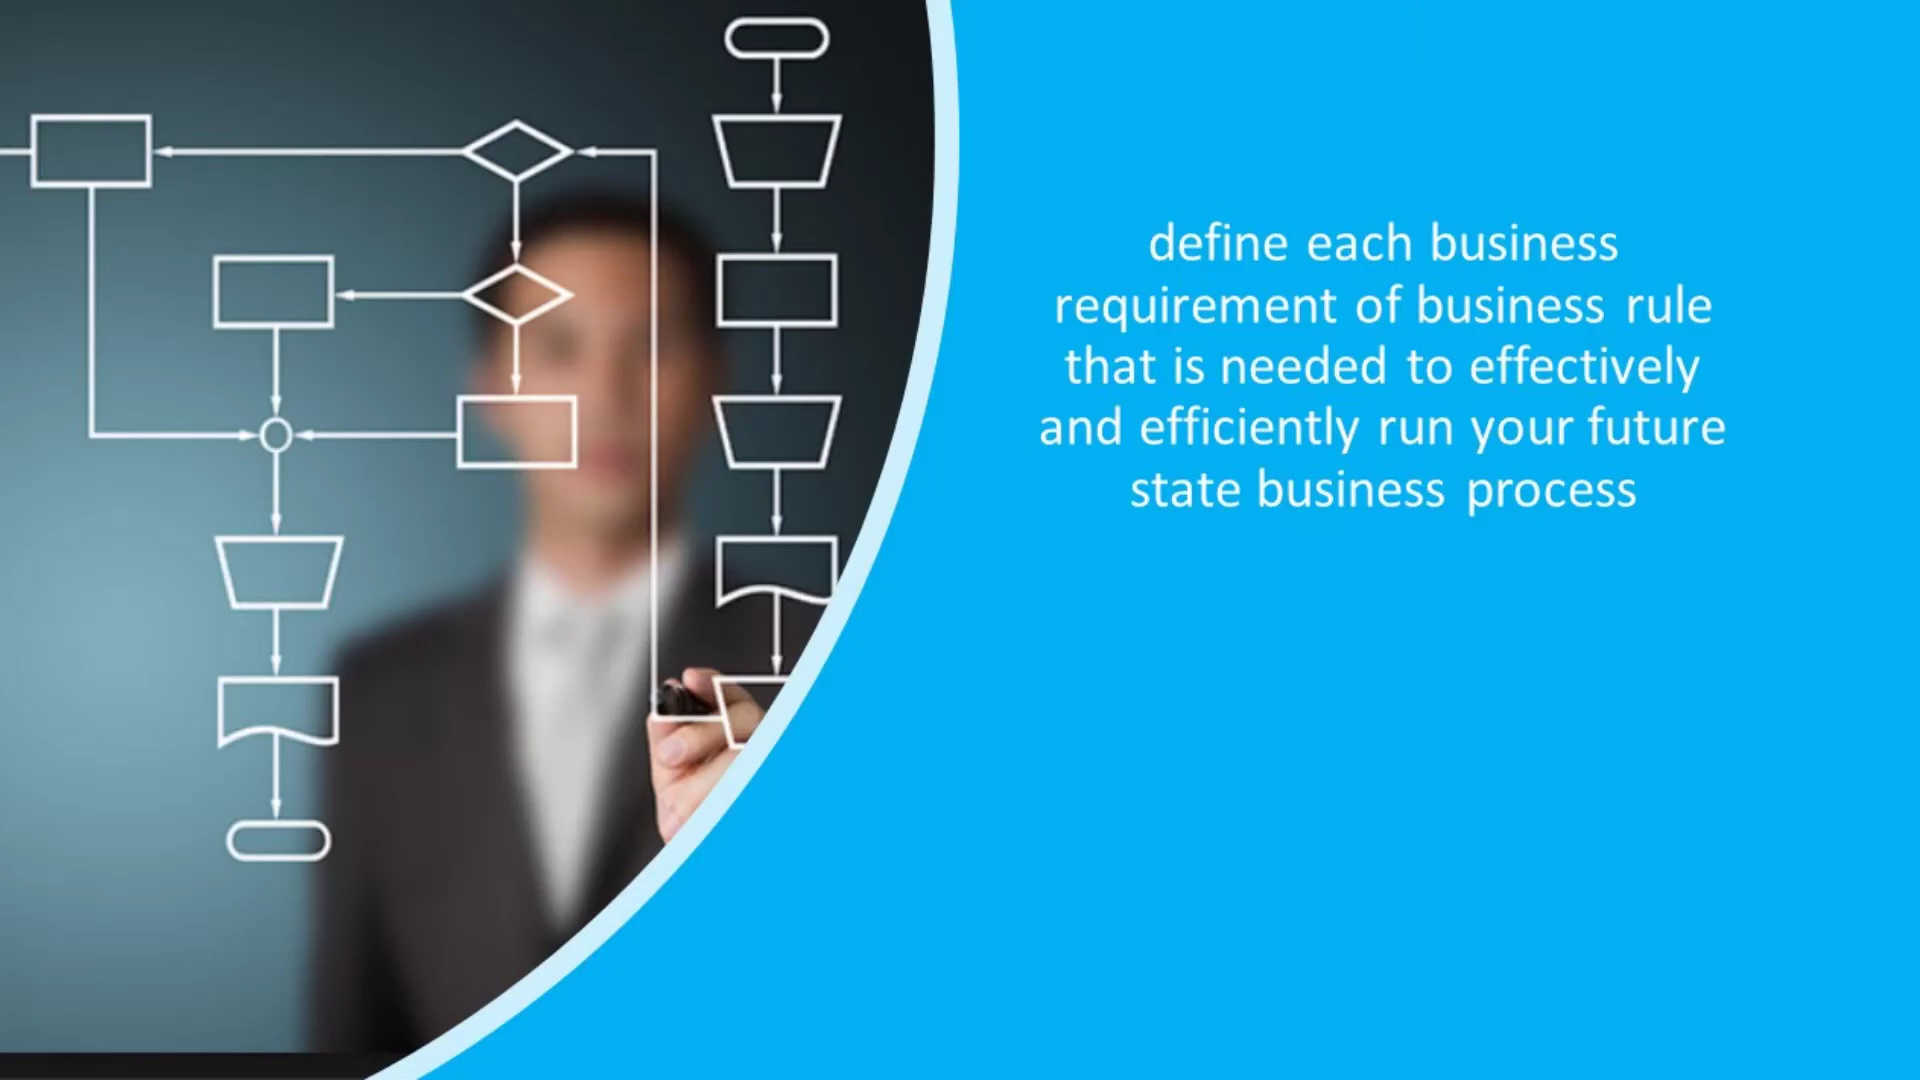 define each business
requirement of business rule
that is needed to effectively
and efficiently run your future
state business process